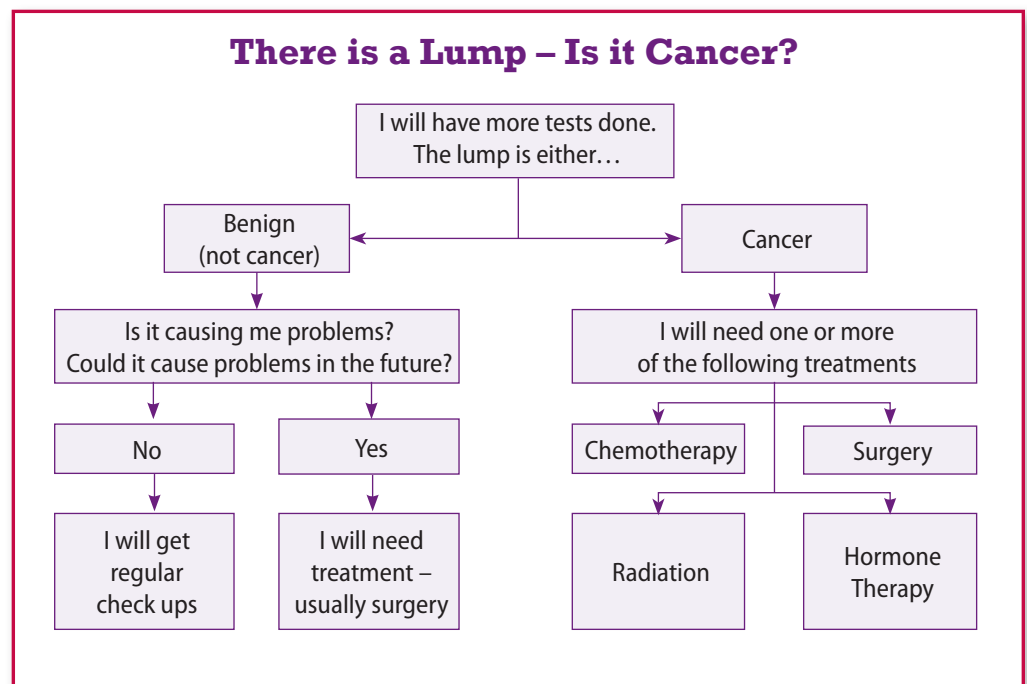 There is a Lump – Is it Cancer?
I will have more tests done.
The lump is either…
Benign
(not cancer)
Cancer
Is it causing me problems?
Could it cause problems in the future?
I will need one or more
of the following treatments
No
Yes
Chemotherapy
Surgery
I will get
regular
check ups
I will need
treatment –
usually surgery
Radiation
Hormone
Therapy